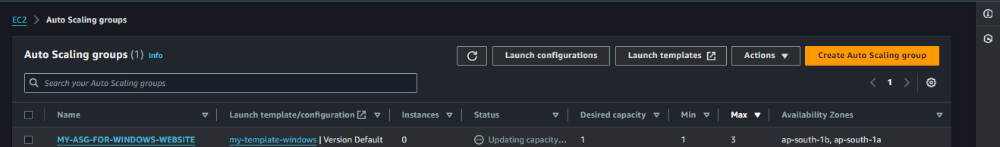 EC2 > Auto Scaling groups
Auto Scaling groups (1) Info
Launch configurations
Launch templates
Actions
Create Auto Scaling group
Search your Auto Scaling groups
1
Name Launch template/configuration Instances Status Desired capacity Min Max Availability Zones
MY-ASG-FOR-WINDOWS-WEBSITE my-template-windows | Version Default 0 Updating capacity... 1 1 3 ap-south-1b, ap-south-1a